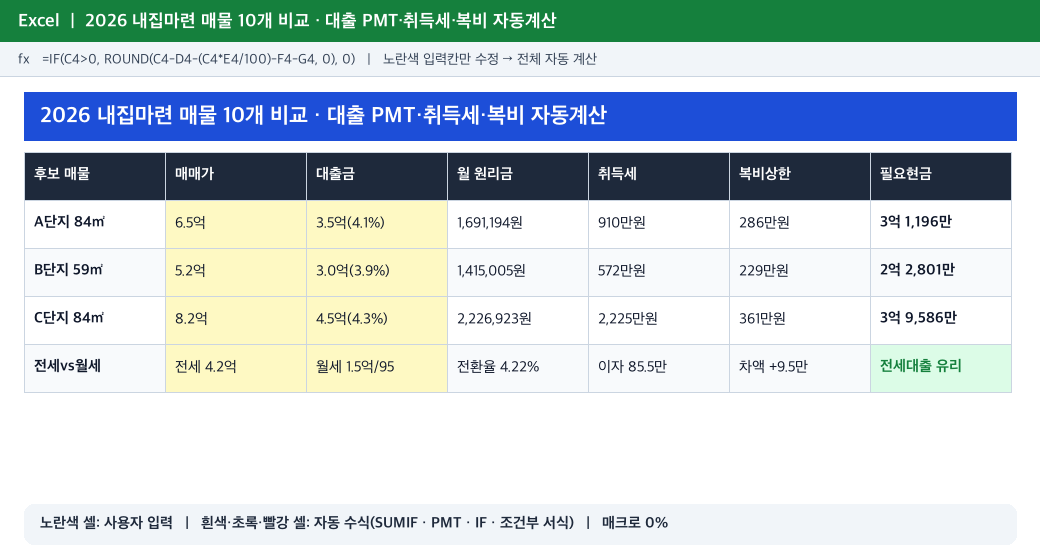 Excel | 2026 내집마련 매물 10개 비교 · 대출 PMT·취득세·복비 자동계산
fx =IF(C4>0, ROUND(C4-D4-(C4*E4/100)-F4-G4, 0), 0) | 노란색 입력칸만 수정 → 전체 자동 계산
2026 내집마련 매물 10개 비교 · 대출 PMT·취득세·복비 자동계산
후보 매물 매매가 대출금 월 원리금 취득세 복비상한 필요현금
A단지 84㎡ 6.5억 3.5억(4.1%) 1,691,194원 910만원 286만원 3억 1,196만
B단지 59㎡ 5.2억 3.0억(3.9%) 1,415,005원 572만원 229만원 2억 2,801만
C단지 84㎡ 8.2억 4.5억(4.3%) 2,226,923원 2,225만원 361만원 3억 9,586만
전세vs월세 전세 4.2억 월세 1.5억/95 전환율 4.22% 이자 85.5만 차액 +9.5만 전세대출 유리
노란색 셀: 사용자 입력 | 흰색·초록·빨강 셀: 자동 수식(SUMIF · PMT · IF · 조건부 서식) | 매크로 0%